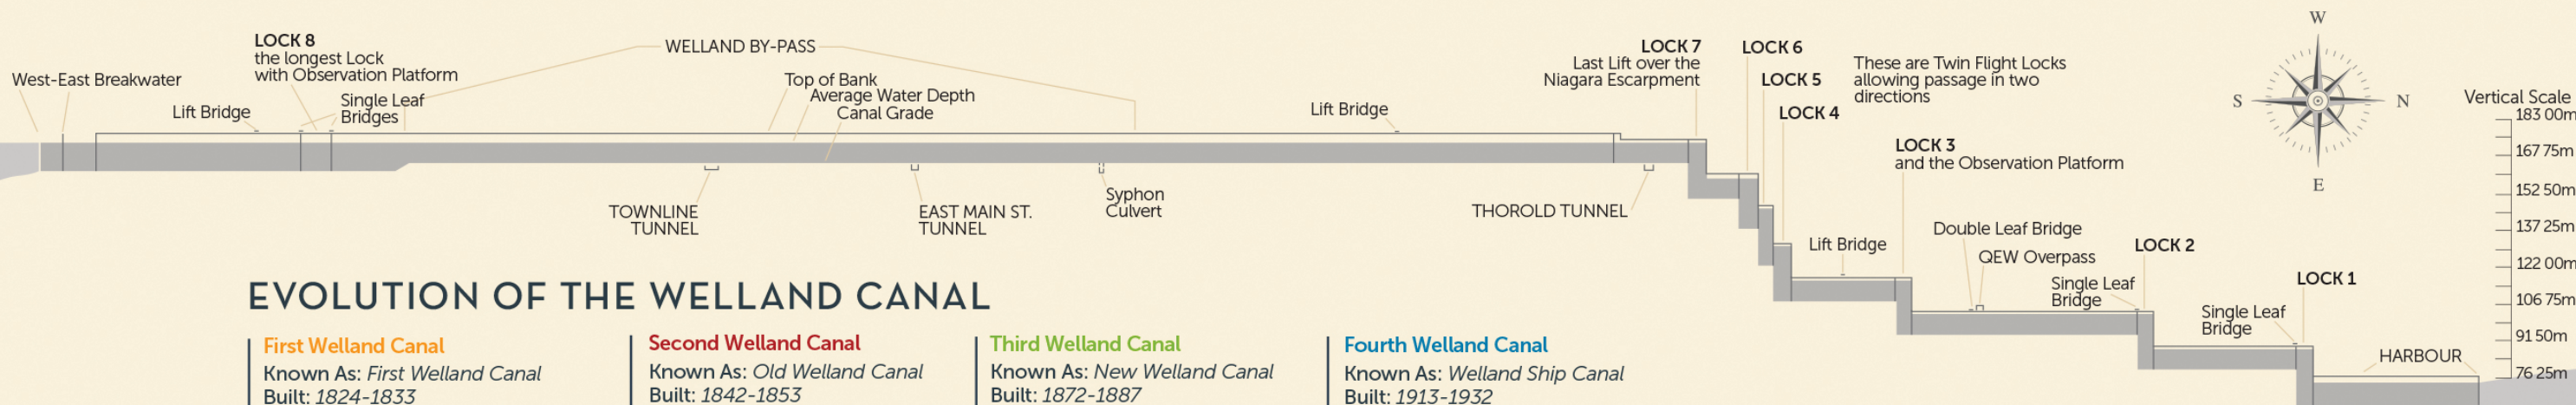 West-East Breakwater
LOCK 8
the longest Lock
with Observation Platform
Lift Bridge
Single Leaf
Bridges
WELLAND BY-PASS
Top of Bank
Average Water Depth
Canal Grade
TOWNLINE
TUNNEL
EAST MAIN ST.
TUNNEL
Syphon
Culvert
Lift Bridge
THOROLD TUNNEL
LOCK 7
Last Lift over the
Niagara Escarpment
LOCK 6
LOCK 5
LOCK 4
These are Twin Flight Locks
allowing passage in two
directions
LOCK 3
and the Observation Platform
Lift Bridge
Double Leaf Bridge
QEW Overpass
LOCK 2
Single Leaf
Bridge
LOCK 1
Single Leaf
Bridge
HARBOUR
W
S
N
E
Vertical Scale
183 00m
167 75m
152 50m
137 25m
122 00m
106 75m
91 50m
76 25m
EVOLUTION OF THE WELLAND CANAL
First Welland Canal
Known As: First Welland Canal
Built: 1824-1833
Second Welland Canal
Known As: Old Welland Canal
Built: 1842-1853
Third Welland Canal
Known As: New Welland Canal
Built: 1872-1887
Fourth Welland Canal
Known As: Welland Ship Canal
Built: 1913-1932